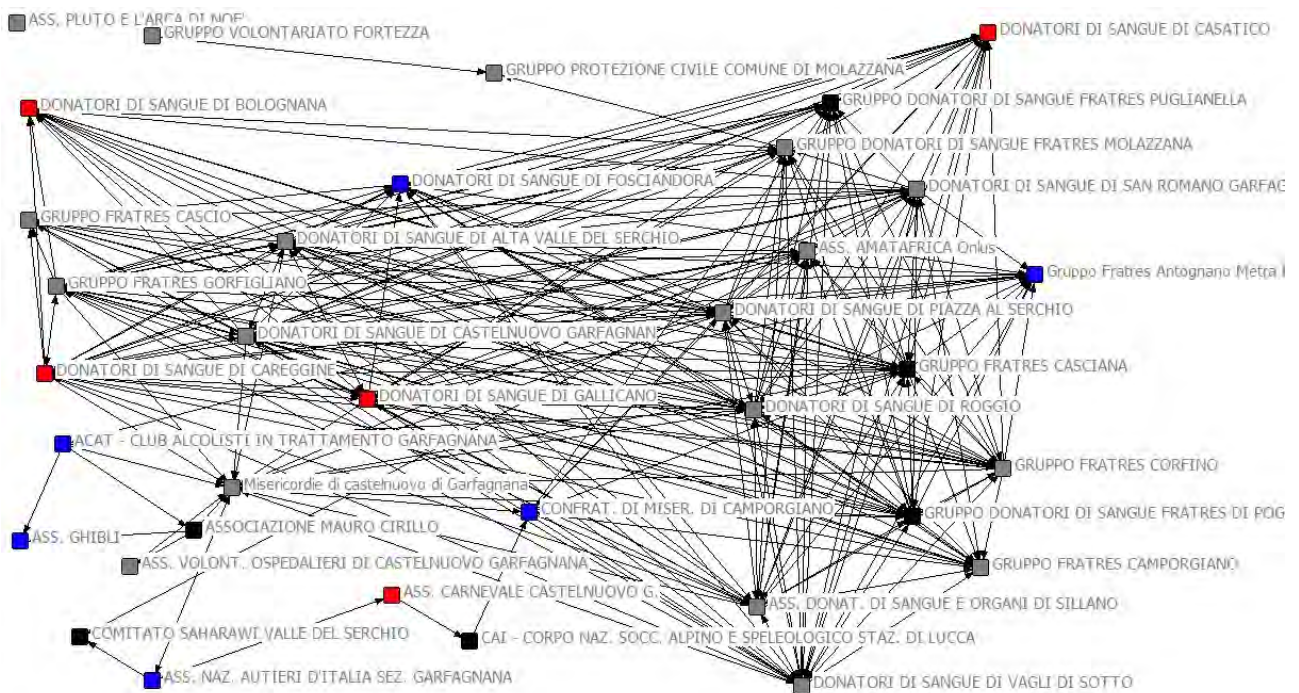 ASS. PLUTO E L'ARCA DI NOE'
GRUPPO VOLONTARIATO FORTEZZA
DONATORI DI SANGUE DI CASATICO
GRUPPO PROTEZIONE CIVILE COMUNE DI MOLAZZANA
DONATORI DI SANGUE DI BOLOGNANA
GRUPPO DONATORI DI SANGUE FRATRES PUGLIANELLA
GRUPPO DONATORI DI SANGUE FRATRES MOLAZZANA
DONATORI DI SANGUE DI FOSCIANDORA
DONATORI DI SANGUE DI SAN ROMANO GARFAG
GRUPPO FRATRES CASCIO
DONATORI DI SANGUE DI ALTA VALLE DEL SERCHIO
ASS. AMATAFRICA Onlus
Gruppo Fratres Antognano Metra
GRUPPO FRATRES GORFIGLIANO
DONATORI DI SANGUE DI PIAZZA AL SERCHIO
DONATORI DI SANGUE DI CASTELNUOVO GARFAGNAN
DONATORI DI SANGUE DI CAREGGINE
GRUPPO FRATRES CASCIANA
DONATORI DI SANGUE DI GALLICANO
DONATORI DI SANGUE DI ROGGIO
ACAT - CLUB ALCOLISTI IN TRATTAMENTO GARFAGNANA
GRUPPO FRATRES CORFINO
Misericordie di castelnuovo di Garfagnana
CONFRAT. DI MISER. DI CAMPORGIANO
GRUPPO DONATORI DI SANGUE FRATRES DI POG
ASSOCIAZIONE MAURO CIRILLO
ASS. GHIBLI
ASS. VOLONT. OSPEDALIERI DI CASTELNUOVO GARFAGNANA
GRUPPO FRATRES CAMPORGIANO
ASS. CARNEVALE CASTELNUOVO G.
ASS. DONAT. DI SANGUE E ORGANI DI SILLANO
COMITATO SAHARAWI VALLE DEL SERCHIO
CAI - CORPO NAZ. SOCC. ALPINO E SPELEOLOGICO STAZ. DI LUCCA
ASS. NAZ. AUTIERI D'ITALIA SEZ. GARFAGNANA
DONATORI DI SANGUE DI VAGLI DI SOTTO